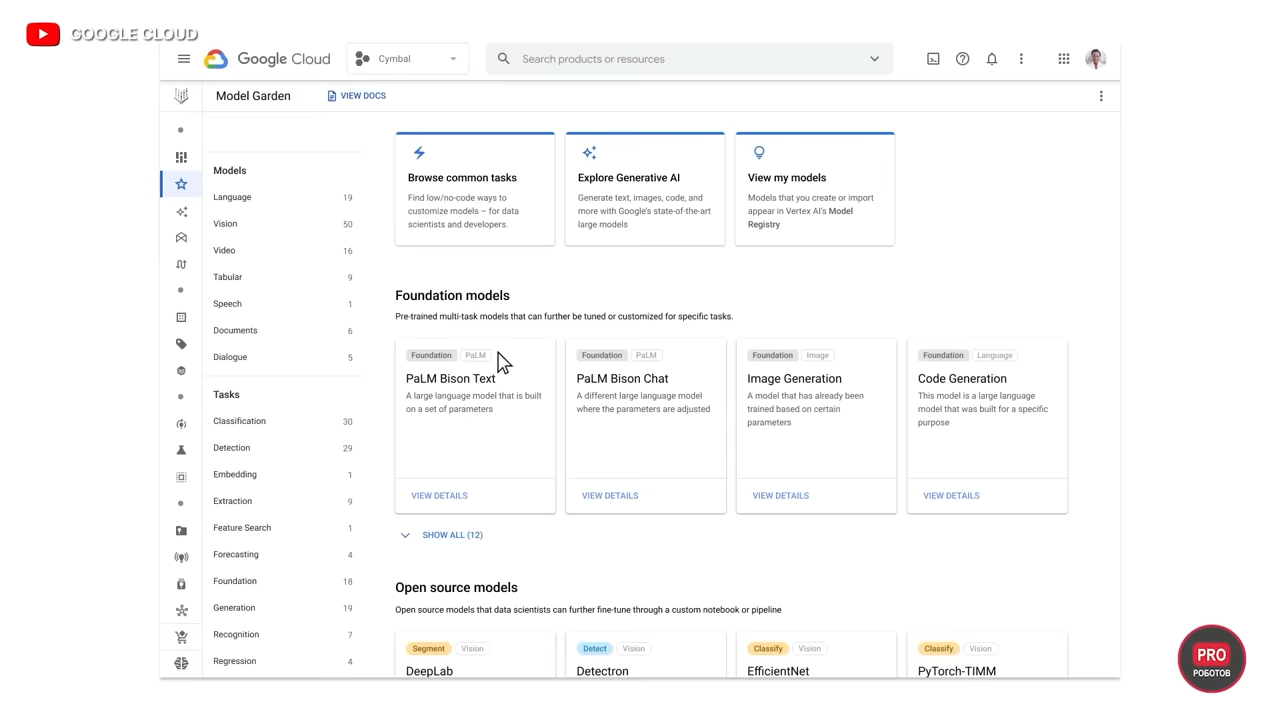 GOOGLE CLOUD
Google Cloud
Cymbal
Search products or resources
Model Garden
VIEW DOCS
Models
Language 19
Vision 50
Video 16
Tabular 9
Speech 1
Documents 6
Dialogue 5
Tasks
Classification 30
Detection 29
Embedding 1
Extraction 9
Feature Search 1
Forecasting 4
Foundation 18
Generation 19
Recognition 7
Regression 4
Browse common tasks
Find low/no-code ways to
customize models – for data
scientists and developers.
Explore Generative AI
Generate text, images, code, and
more with Google's state-of-the-art
large models
View my models
Models that you create or import
appear in Vertex AI's Model
Registry
Foundation models
Pre-trained multi-task models that can further be tuned or customized for specific tasks.
Foundation PaLM
PaLM Bison Text
A large language model that is built
on a set of parameters
VIEW DETAILS
Foundation PaLM
PaLM Bison Chat
A different large language model
where the parameters are adjusted
VIEW DETAILS
Foundation Image
Image Generation
A model that has already been
trained based on certain
parameters
VIEW DETAILS
Foundation Language
Code Generation
This model is a large language
model that was built for a specific
purpose
VIEW DETAILS
SHOW ALL (12)
Open source models
Open source models that data scientists can further fine-tune through a custom notebook or pipeline
Segment Vision
DeepLab
Detect Vision
Detectron
Classify Vision
EfficientNet
Classify Vision
PyTorch-TIMM
PRO
РОБОТОВ